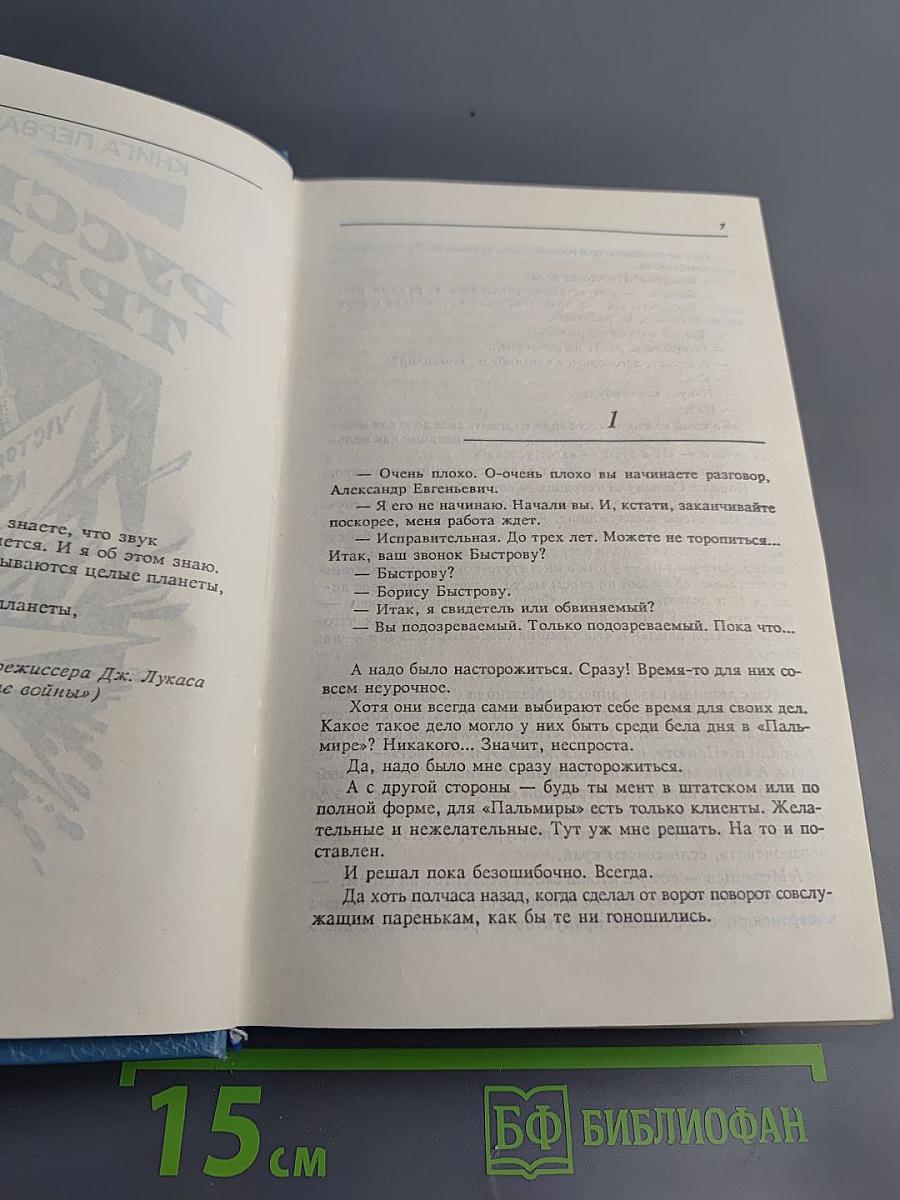 КНИГА ПЕРВАЯ
знаете, что звук
ется. И я об этом знаю.
ываются целые планеты,
планеты,
режиссера Дж. Лукаса
е войны»)
7
1
— Очень плохо. О-очень плохо вы начинаете разговор,
Александр Евгеньевич.
— Я его не начинаю. Начали вы. И, кстати, заканчивайте
поскорее, меня работа ждет.
— Исправительная. До трех лет. Можете не торопиться...
Итак, ваш звонок Быстрову?
— Быстрову?
— Борису Быстрову.
— Итак, я свидетель или обвиняемый?
— Вы подозреваемый. Только подозреваемый. Пока что...
А надо было насторожиться. Сразу! Время-то для них со-
всем неурочное.
Хотя они всегда сами выбирают себе время для своих дел.
Какое такое дело могло у них быть среди бела дня в «Паль-
мире»? Никакого... Значит, неспроста.
Да, надо было мне сразу насторожиться.
А с другой стороны — будь ты мент в штатском или по
полной форме, для «Пальмиры» есть только клиенты. Жела-
тельные и нежелательные. Тут уж мне решать. На то и по-
ставлен.
И решал пока безошибочно. Всегда.
Да хоть полчаса назад, когда сделал от ворот поворот совслу-
жащим паренькам, как бы те ни гоношились.
15 см
БФ БИБЛИОФАН